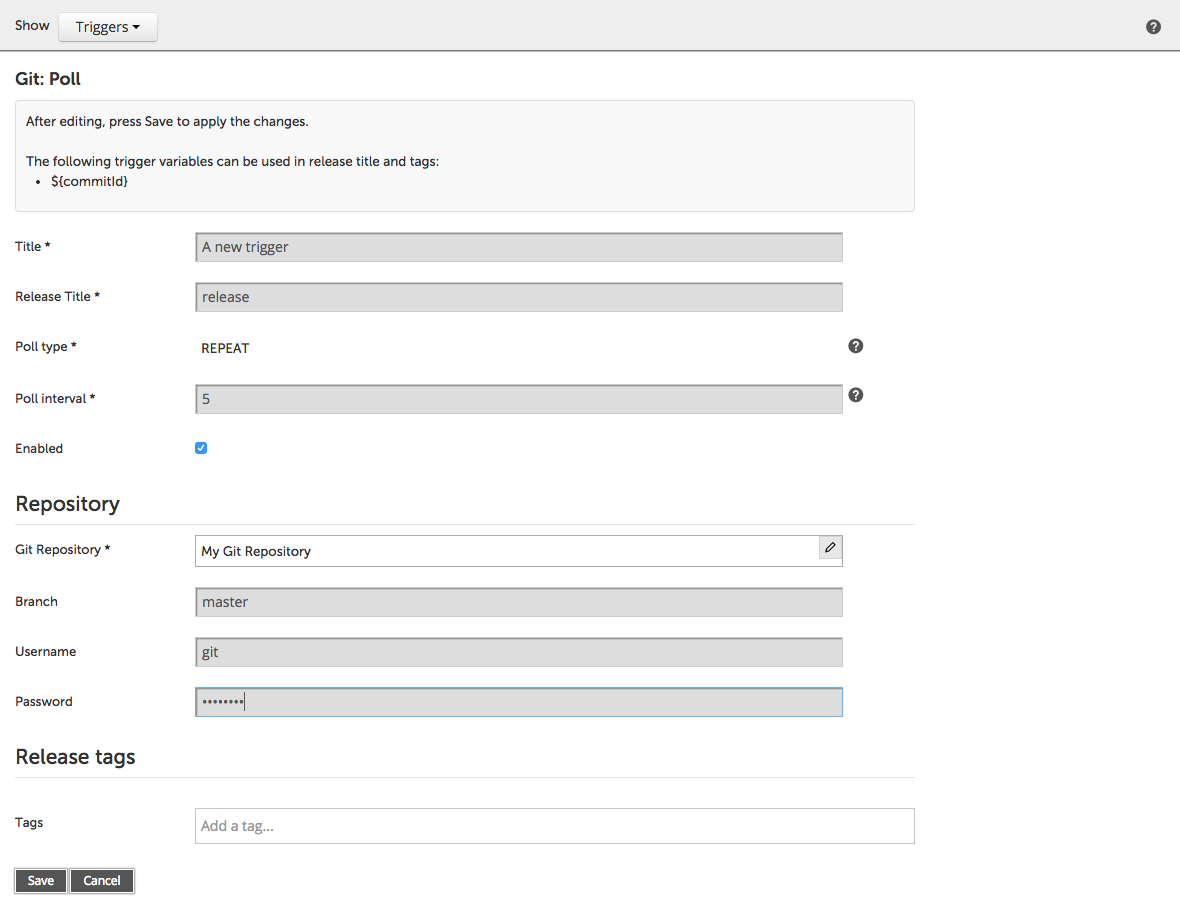 Show Triggers
Git: Poll
After editing, press Save to apply the changes.
The following trigger variables can be used in release title and tags:
• ${commitId}
Title * A new trigger
Release Title * release
Poll type * REPEAT ?
Poll interval * 5 ?
Enabled
Repository
Git Repository * My Git Repository
Branch master
Username git
Password ••••••••
Release tags
Tags Add a tag...
Save Cancel